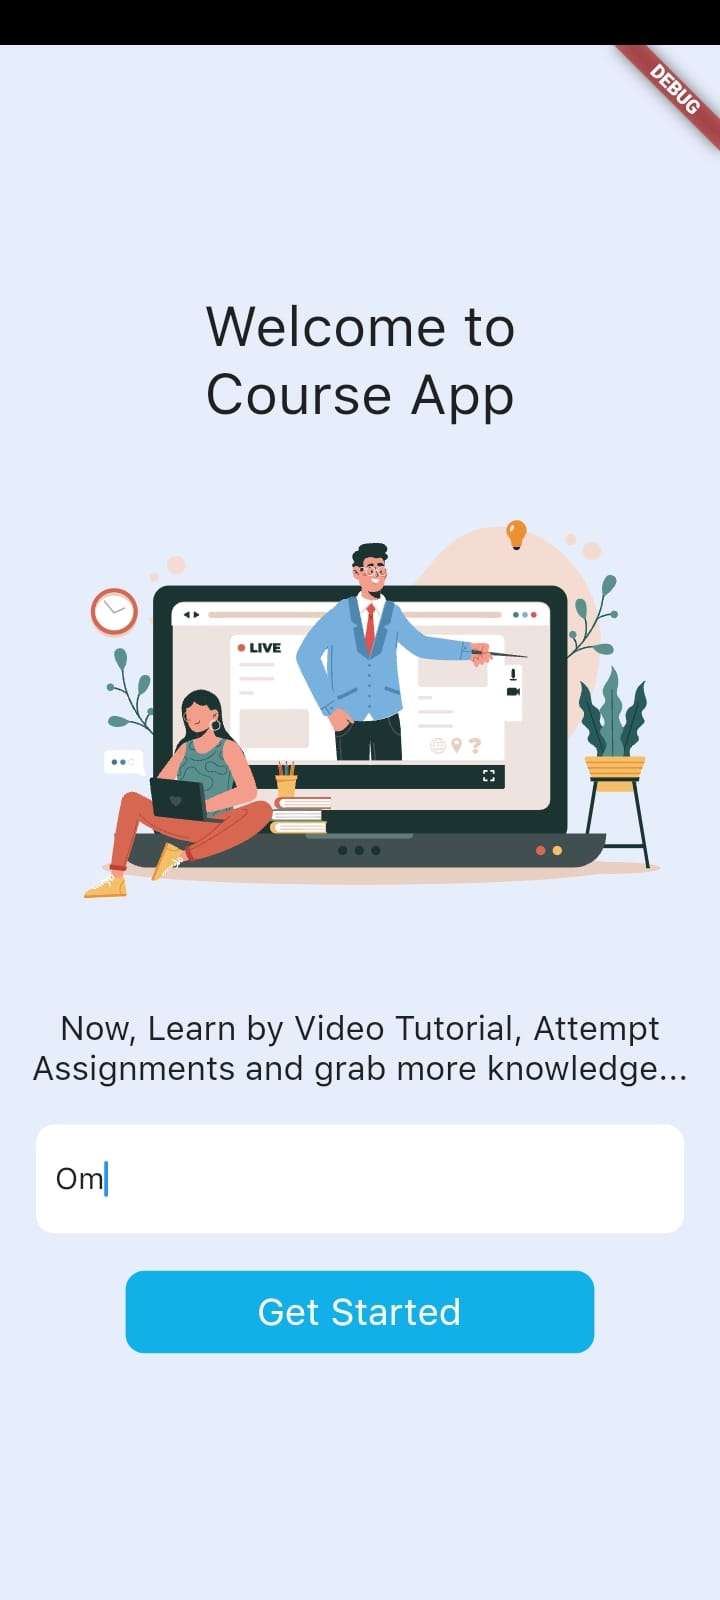 DEBUG
Welcome to
Course App
LIVE
?
Now, Learn by Video Tutorial, Attempt
Assignments and grab more knowledge...
Om
Get Started